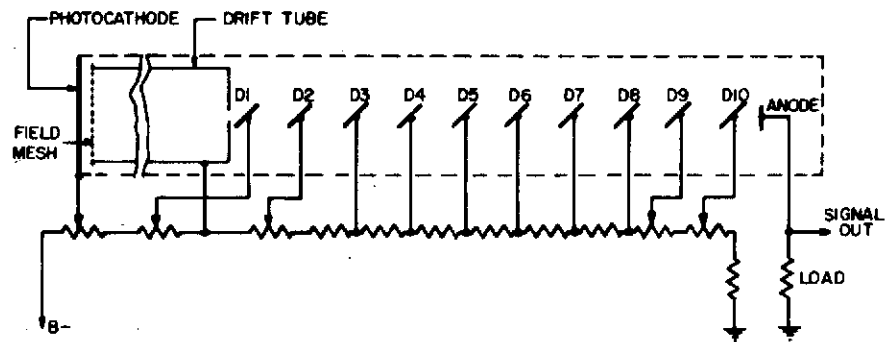 PHOTOCATHODE
DRIFT TUBE
D1 D2 D3 D4 D5 D6 D7 D8 D9 D10
ANODE
FIELD
MESH
SIGNAL
OUT
LOAD
B-